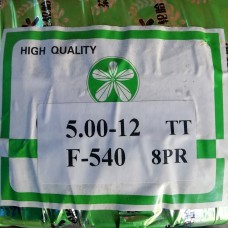 HIGH QUALITY
5.00-12 TT
F-540 8PR